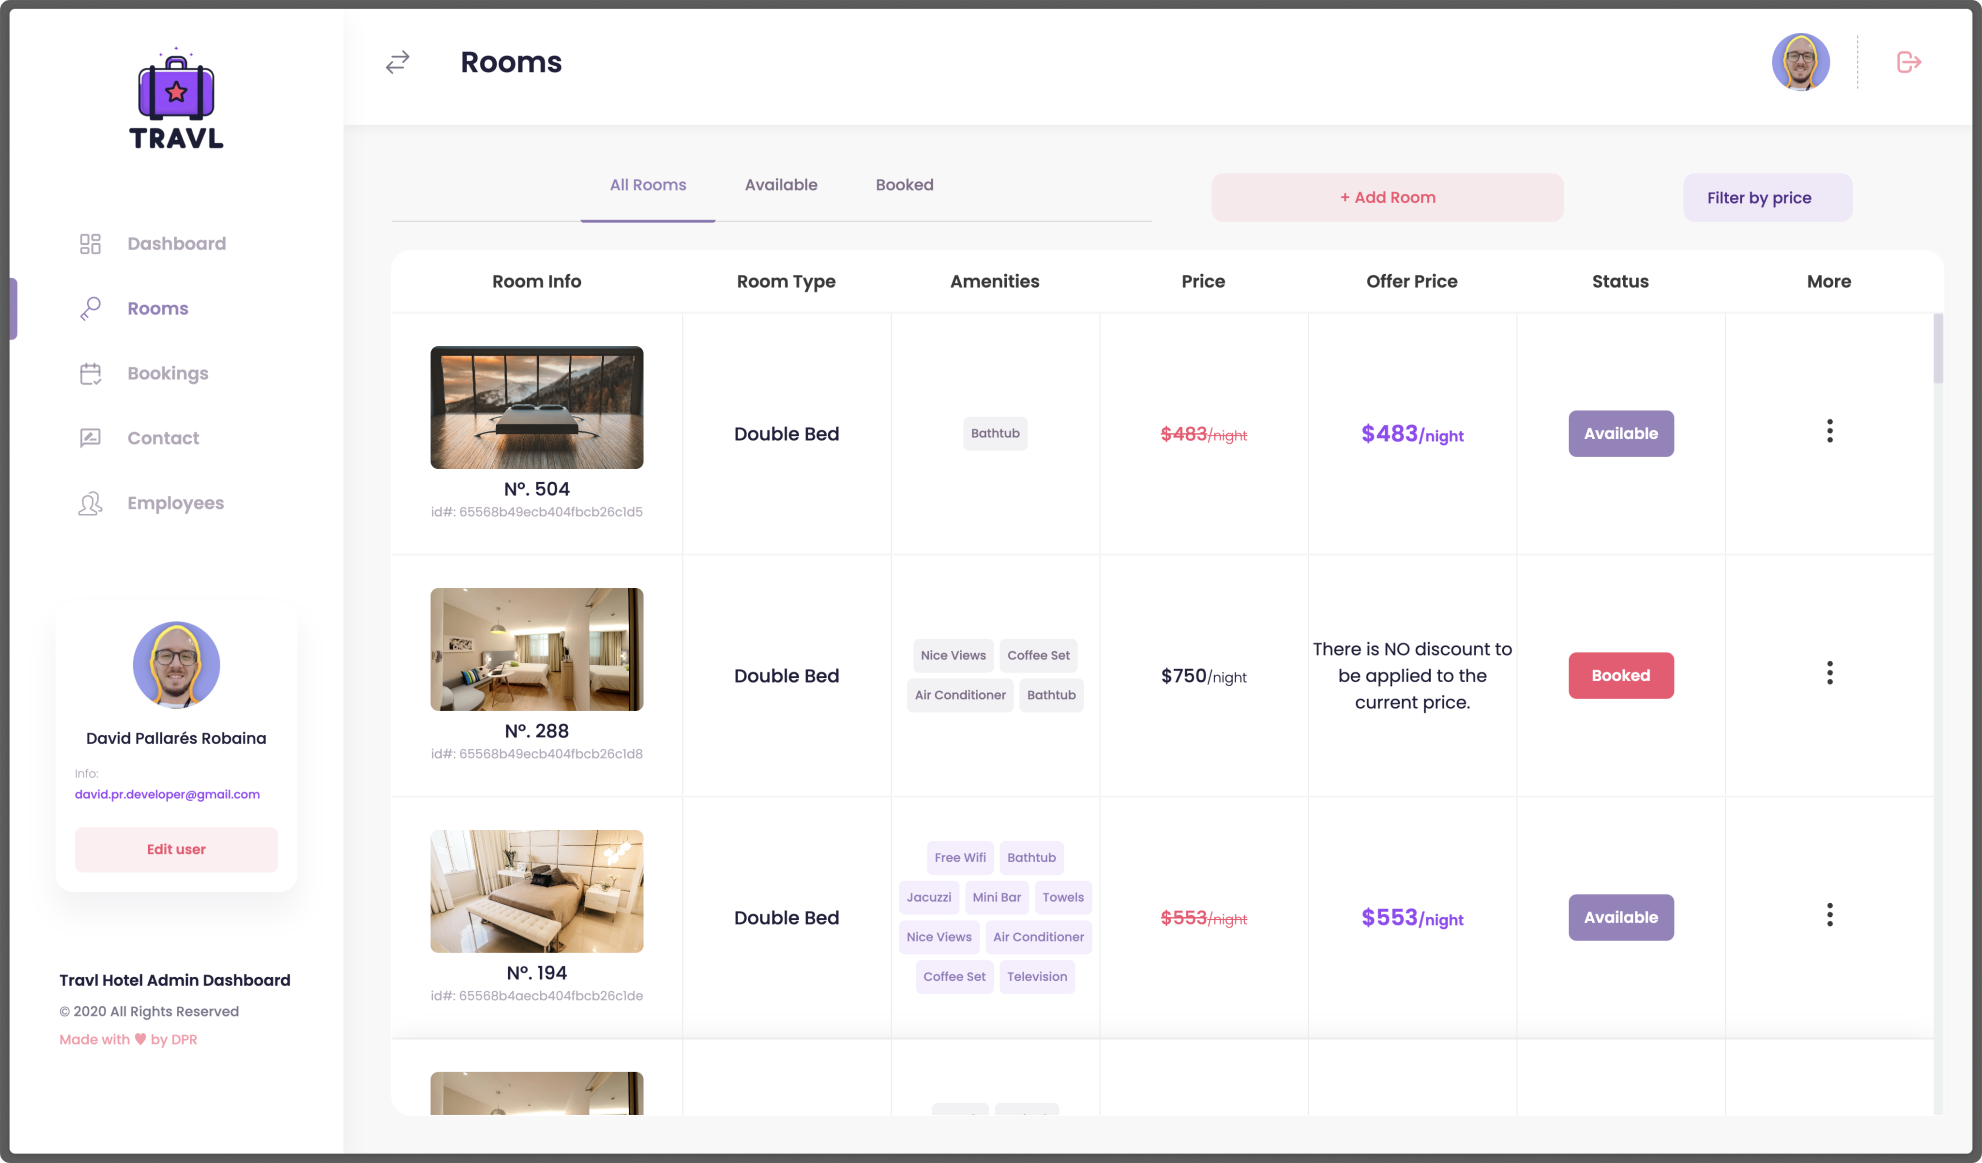 TRAVL
Rooms
Dashboard
Rooms
Bookings
Contact
Employees
David Pallarés Robaina
Info:
david.pr.developer@gmail.com
Edit user
Travl Hotel Admin Dashboard
© 2020 All Rights Reserved
Made with ♥ by DPR
All Rooms Available Booked
+ Add Room
Filter by price
Room Info Room Type Amenities Price Offer Price Status More
Nº. 504
id#: 65568b49ecb404fbcb26c1d5
Double Bed
Bathtub
$483/night
$483/night
Available
Nº. 288
id#: 65568b49ecb404fbcb26c1d8
Double Bed
Nice Views Coffee Set
Air Conditioner Bathtub
$750/night
There is NO discount to
be applied to the
current price.
Booked
Nº. 194
id#: 65568b4aecb404fbcb26c1de
Double Bed
Free Wifi Bathtub
Jacuzzi Mini Bar Towels
Nice Views Air Conditioner
Coffee Set Television
$553/night
$553/night
Available